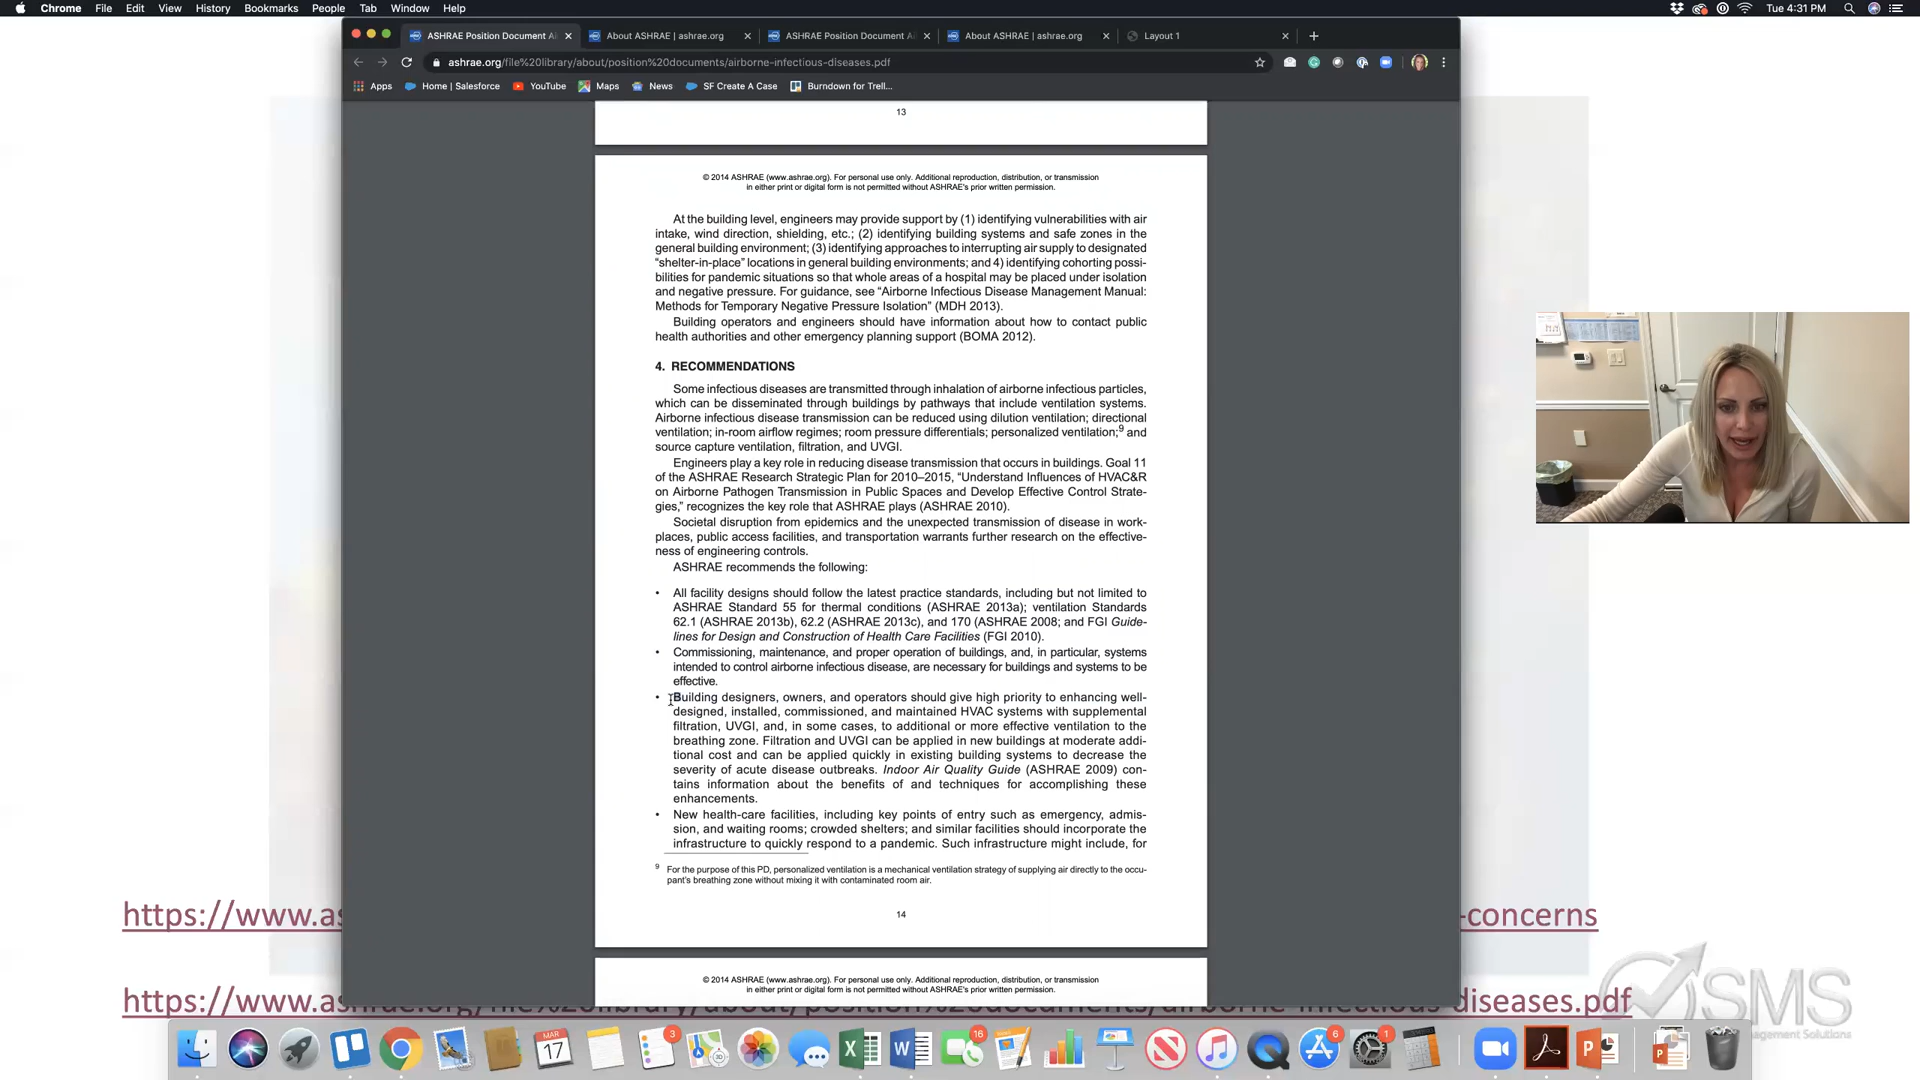 Chrome File Edit View History Bookmarks People Tab Window Help
Tue 4:31 PM
ASHRAE Position Document Ai
About ASHRAE | ashrae.org
ASHRAE Position Document Ai
About ASHRAE | ashrae.org
Layout 1
ashrae.org/file%20library/about/position%20documents/airborne-infectious-diseases.pdf
Apps
Home | Salesforce
YouTube
Maps
News
SF Create A Case
Burndown for Trell...
13
© 2014 ASHRAE (www.ashrae.org). For personal use only. Additional reproduction, distribution, or transmission
in either print or digital form is not permitted without ASHRAE's prior written permission.
At the building level, engineers may provide support by (1) identifying vulnerabilities with air
intake, wind direction, shielding, etc.; (2) identifying building systems and safe zones in the
general building environment; (3) identifying approaches to interrupting air supply to designated
“shelter-in-place” locations in general building environments; and 4) identifying cohorting possi-
bilities for pandemic situations so that whole areas of a hospital may be placed under isolation
and negative pressure. For guidance, see “Airborne Infectious Disease Management Manual:
Methods for Temporary Negative Pressure Isolation” (MDH 2013).
Building operators and engineers should have information about how to contact public
health authorities and other emergency planning support (BOMA 2012).
4. RECOMMENDATIONS
Some infectious diseases are transmitted through inhalation of airborne infectious particles,
which can be disseminated through buildings by pathways that include ventilation systems.
Airborne infectious disease transmission can be reduced using dilution ventilation; directional
ventilation; in-room airflow regimes; room pressure differentials; personalized ventilation;9 and
source capture ventilation, filtration, and UVGI.
Engineers play a key role in reducing disease transmission that occurs in buildings. Goal 11
of the ASHRAE Research Strategic Plan for 2010–2015, “Understand Influences of HVAC&R
on Airborne Pathogen Transmission in Public Spaces and Develop Effective Control Strate-
gies,” recognizes the key role that ASHRAE plays (ASHRAE 2010).
Societal disruption from epidemics and the unexpected transmission of disease in work-
places, public access facilities, and transportation warrants further research on the effective-
ness of engineering controls.
ASHRAE recommends the following:
• All facility designs should follow the latest practice standards, including but not limited to
ASHRAE Standard 55 for thermal conditions (ASHRAE 2013a); ventilation Standards
62.1 (ASHRAE 2013b), 62.2 (ASHRAE 2013c), and 170 (ASHRAE 2008; and FGI Guide-
lines for Design and Construction of Health Care Facilities (FGI 2010).
• Commissioning, maintenance, and proper operation of buildings, and, in particular, systems
intended to control airborne infectious disease, are necessary for buildings and systems to be
effective.
• Building designers, owners, and operators should give high priority to enhancing well-
designed, installed, commissioned, and maintained HVAC systems with supplemental
filtration, UVGI, and, in some cases, to additional or more effective ventilation to the
breathing zone. Filtration and UVGI can be applied in new buildings at moderate addi-
tional cost and can be applied quickly in existing building systems to decrease the
severity of acute disease outbreaks. Indoor Air Quality Guide (ASHRAE 2009) con-
tains information about the benefits of and techniques for accomplishing these
enhancements.
• New health-care facilities, including key points of entry such as emergency, admis-
sion, and waiting rooms; crowded shelters; and similar facilities should incorporate the
infrastructure to quickly respond to a pandemic. Such infrastructure might include, for
9 For the purpose of this PD, personalized ventilation is a mechanical ventilation strategy of supplying air directly to the occu-
pant's breathing zone without mixing it with contaminated room air.
14
© 2014 ASHRAE (www.ashrae.org). For personal use only. Additional reproduction, distribution, or transmission
in either print or digital form is not permitted without ASHRAE's prior written permission.
https://www.as -concerns
https://www.ashrae.org/file%20library/about/position%20documents/airborne-infectious-diseases.pdf
SMS
agement Solutions
MAR
17
3
16
6
1